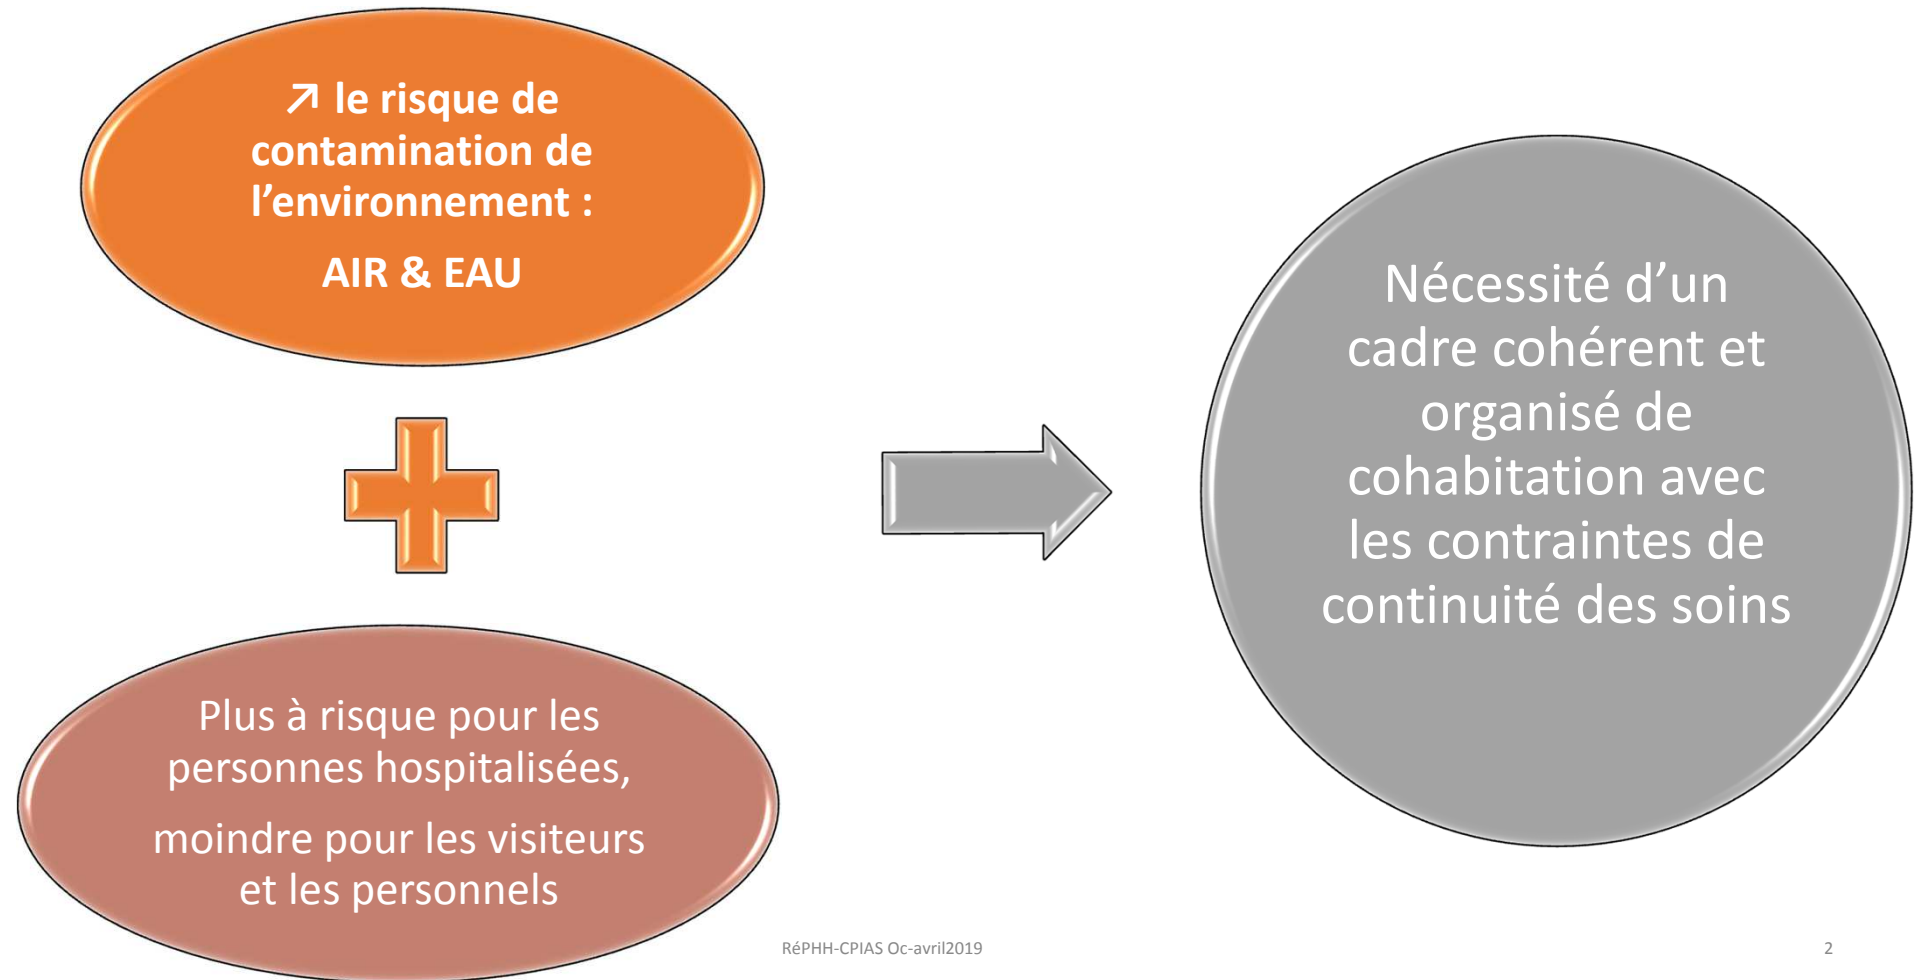 ↗ le risque de
contamination de
l’environnement :
AIR & EAU
Plus à risque pour les
personnes hospitalisées,
moindre pour les visiteurs
et les personnels
Nécessité d’un
cadre cohérent et
organisé de
cohabitation avec
les contraintes de
continuité des soins
RéPHH-CPIAS Oc-avril2019
2